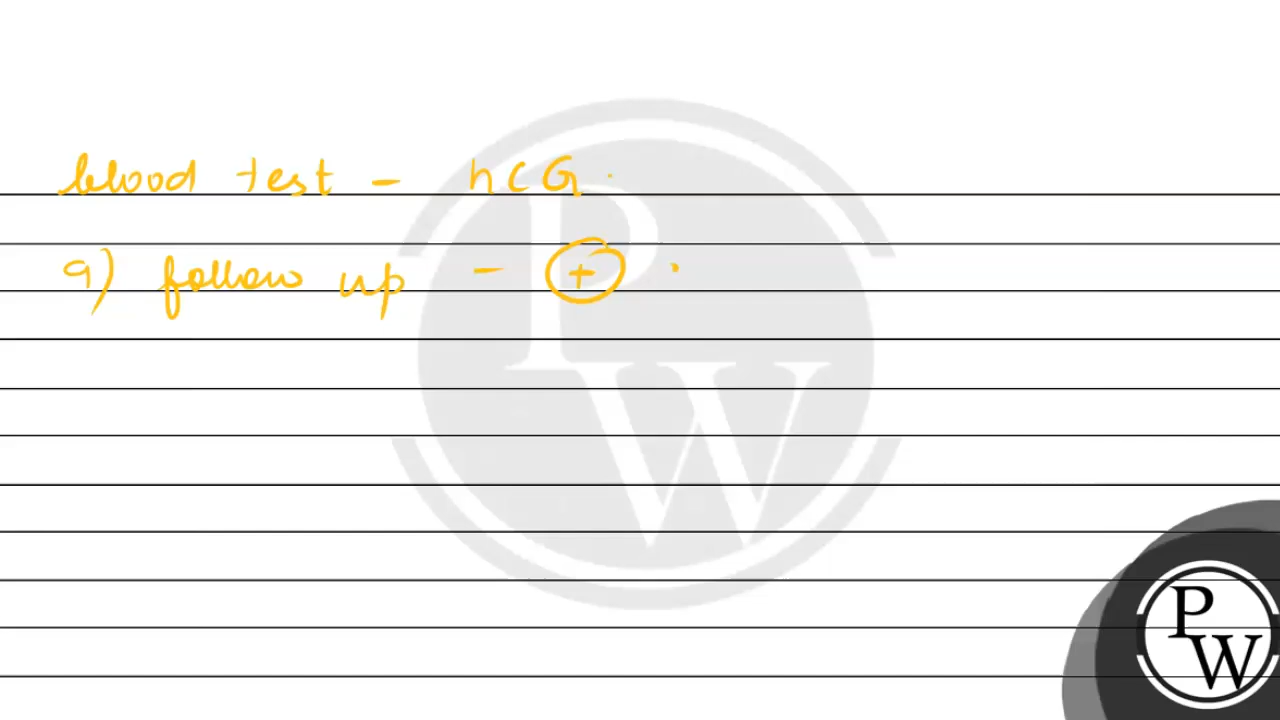 blood test - hCG.
9) follow up - + .
P
W
P
W